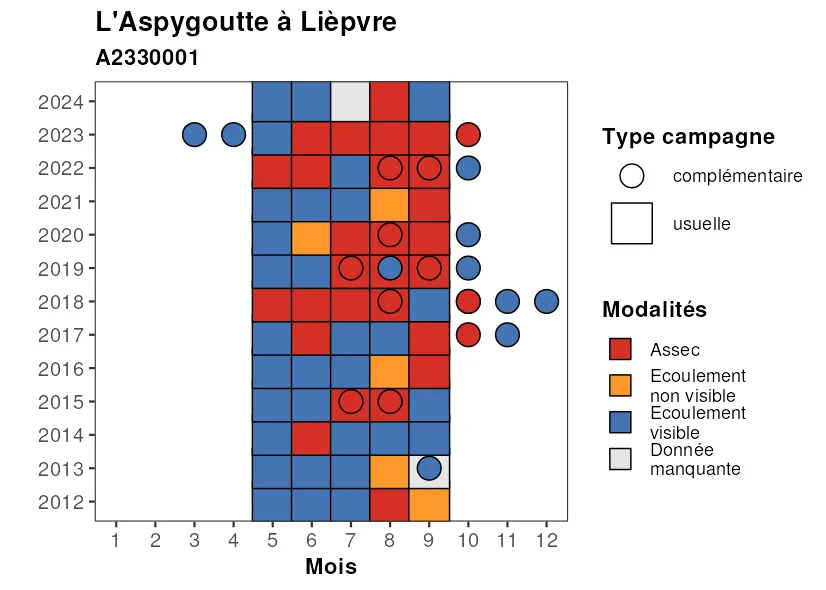 L'Aspygoutte à Lièpvre
A2330001
2024
2023
2022
2021
2020
2019
2018
2017
2016
2015
2014
2013
2012
1 2 3 4 5 6 7 8 9 10 11 12
Mois
Type campagne
complémentaire
usuelle
Modalités
Assec
Ecoulement
non visible
Ecoulement
visible
Donnée
manquante